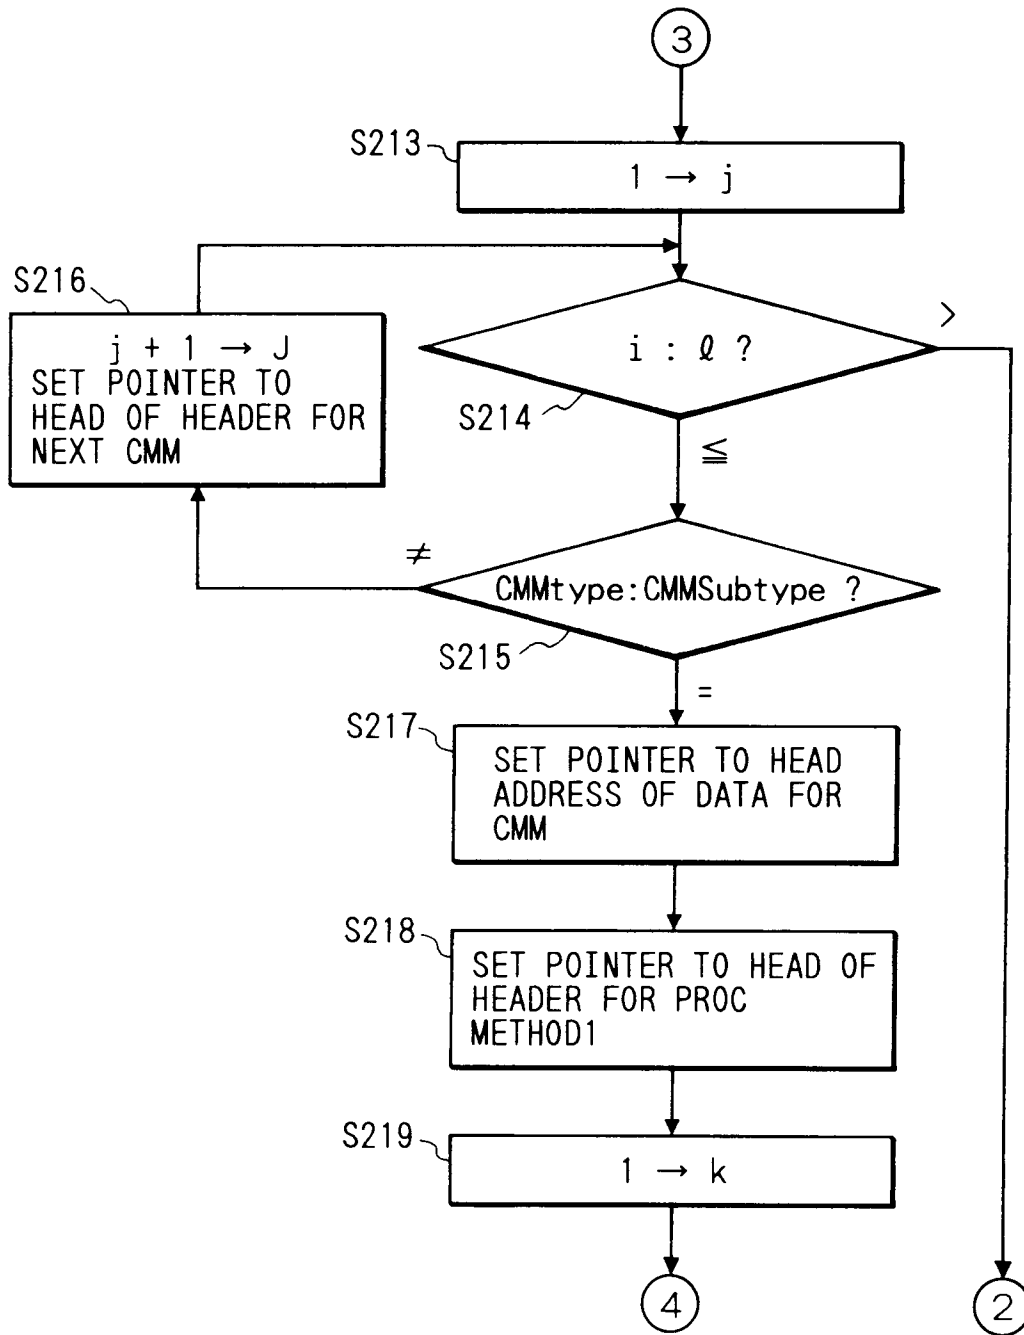 3
S213
1 → j
S216
j + 1 → J
SET POINTER TO
HEAD OF HEADER FOR
NEXT CMM
>
i : ℓ ?
S214
≦
≠
CMMtype:CMMSubtype ?
S215
=
S217
SET POINTER TO HEAD
ADDRESS OF DATA FOR
CMM
S218
SET POINTER TO HEAD OF
HEADER FOR PROC
METHOD1
S219
1 → k
4
2